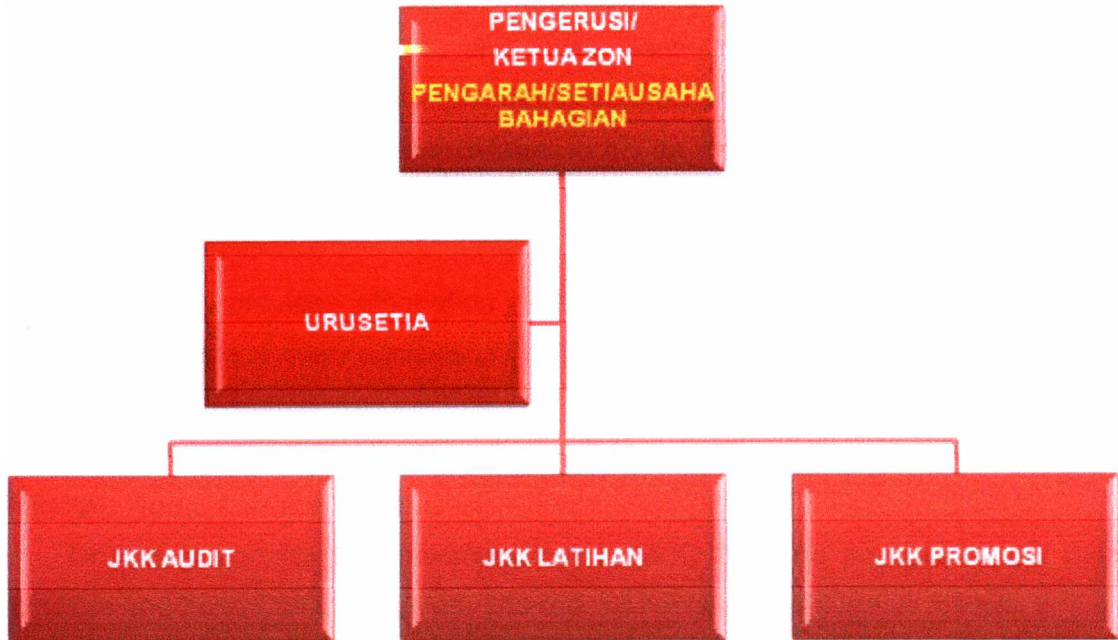 PENGERUSI/
KETUA ZON
PENGARAH/SETIAUSAHA
BAHAGIAN
URUSETIA
JKK AUDIT
JKK LATIHAN
JKK PROMOSI